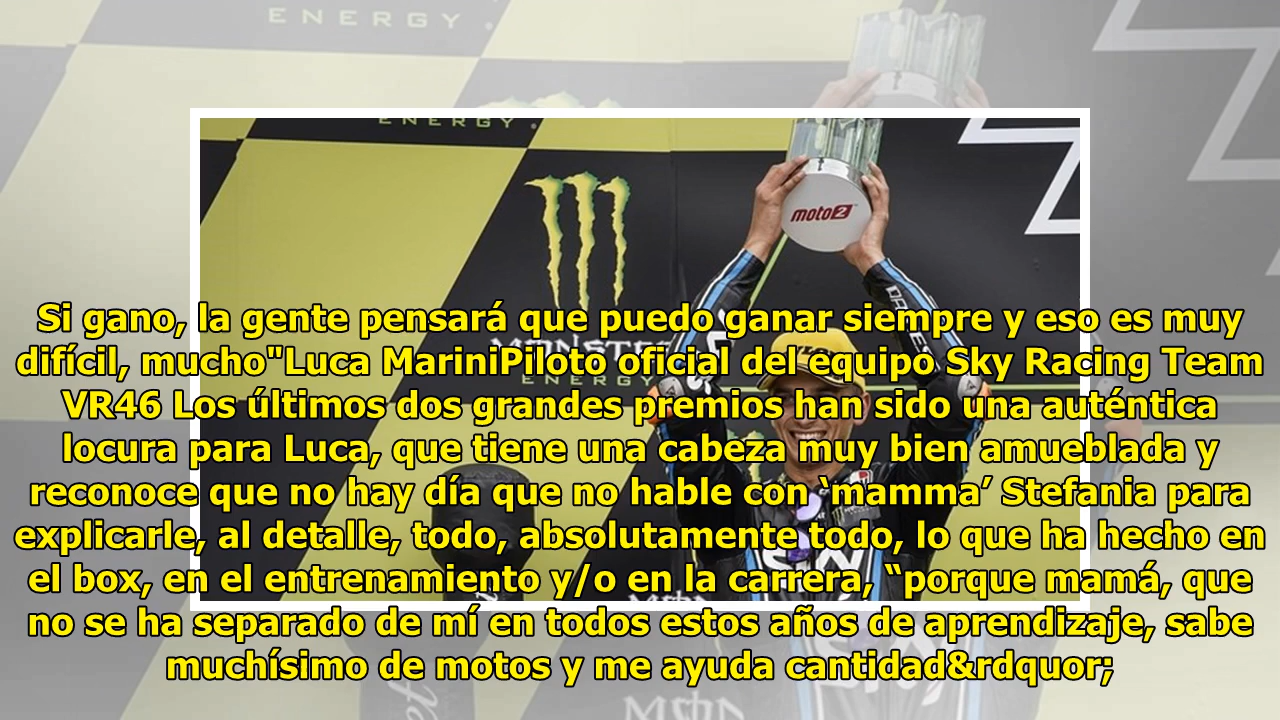 ENERGY
ENERGY
moto2
Si gano, la gente pensará que puedo ganar siempre y eso es muy
difícil, mucho"Luca MariniPiloto oficial del equipo Sky Racing Team
VR46 Los últimos dos grandes premios han sido una auténtica
locura para Luca, que tiene una cabeza muy bien amueblada y
reconoce que no hay día que no hable con ‘mamma’ Stefania para
explicarle, al detalle, todo, absolutamente todo, lo que ha hecho en
el box, en el entrenamiento y/o en la carrera, “porque mamá, que
no se ha separado de mí en todos estos años de aprendizaje, sabe
muchísimo de motos y me ayuda cantidad&rdquor;
MONSTER
ENERGY